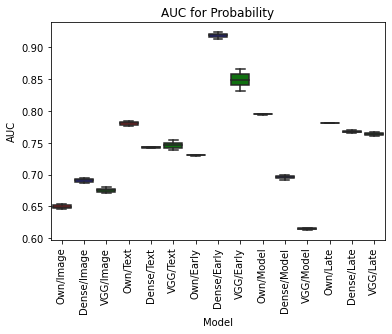 AUC for Probability
AUC
0.90
0.85
0.80
0.75
0.70
0.65
0.60
Own/Image
Dense/Image
VGG/Image
Own/Text
Dense/Text
VGG/Text
Own/Early
Dense/Early
VGG/Early
Own/Model
Dense/Model
VGG/Model
Own/Late
Dense/Late
VGG/Late
Model